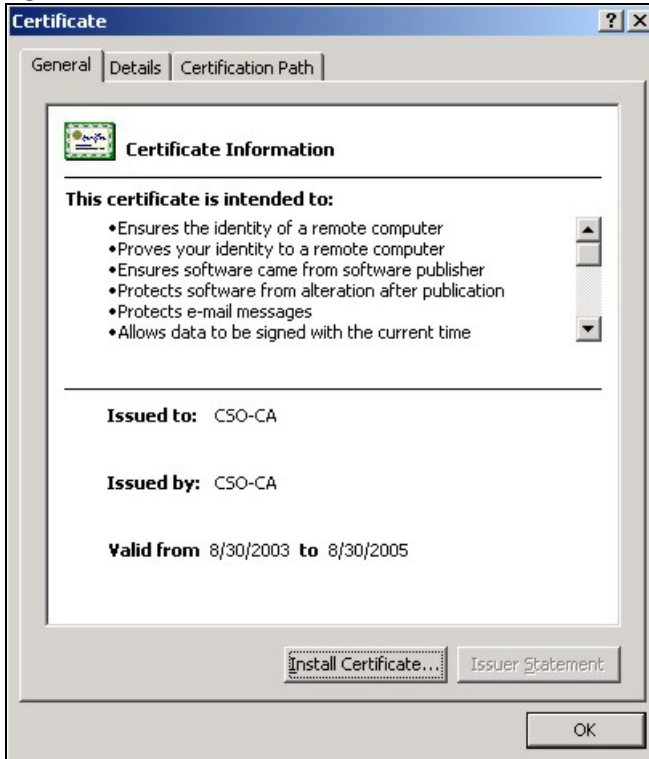 Certificate
General Details Certification Path
Certificate Information
This certificate is intended to:
•Ensures the identity of a remote computer
•Proves your identity to a remote computer
•Ensures software came from software publisher
•Protects software from alteration after publication
•Protects e-mail messages
•Allows data to be signed with the current time
Issued to: CSO-CA
Issued by: CSO-CA
Valid from 8/30/2003 to 8/30/2005
Install Certificate... Issuer Statement
OK